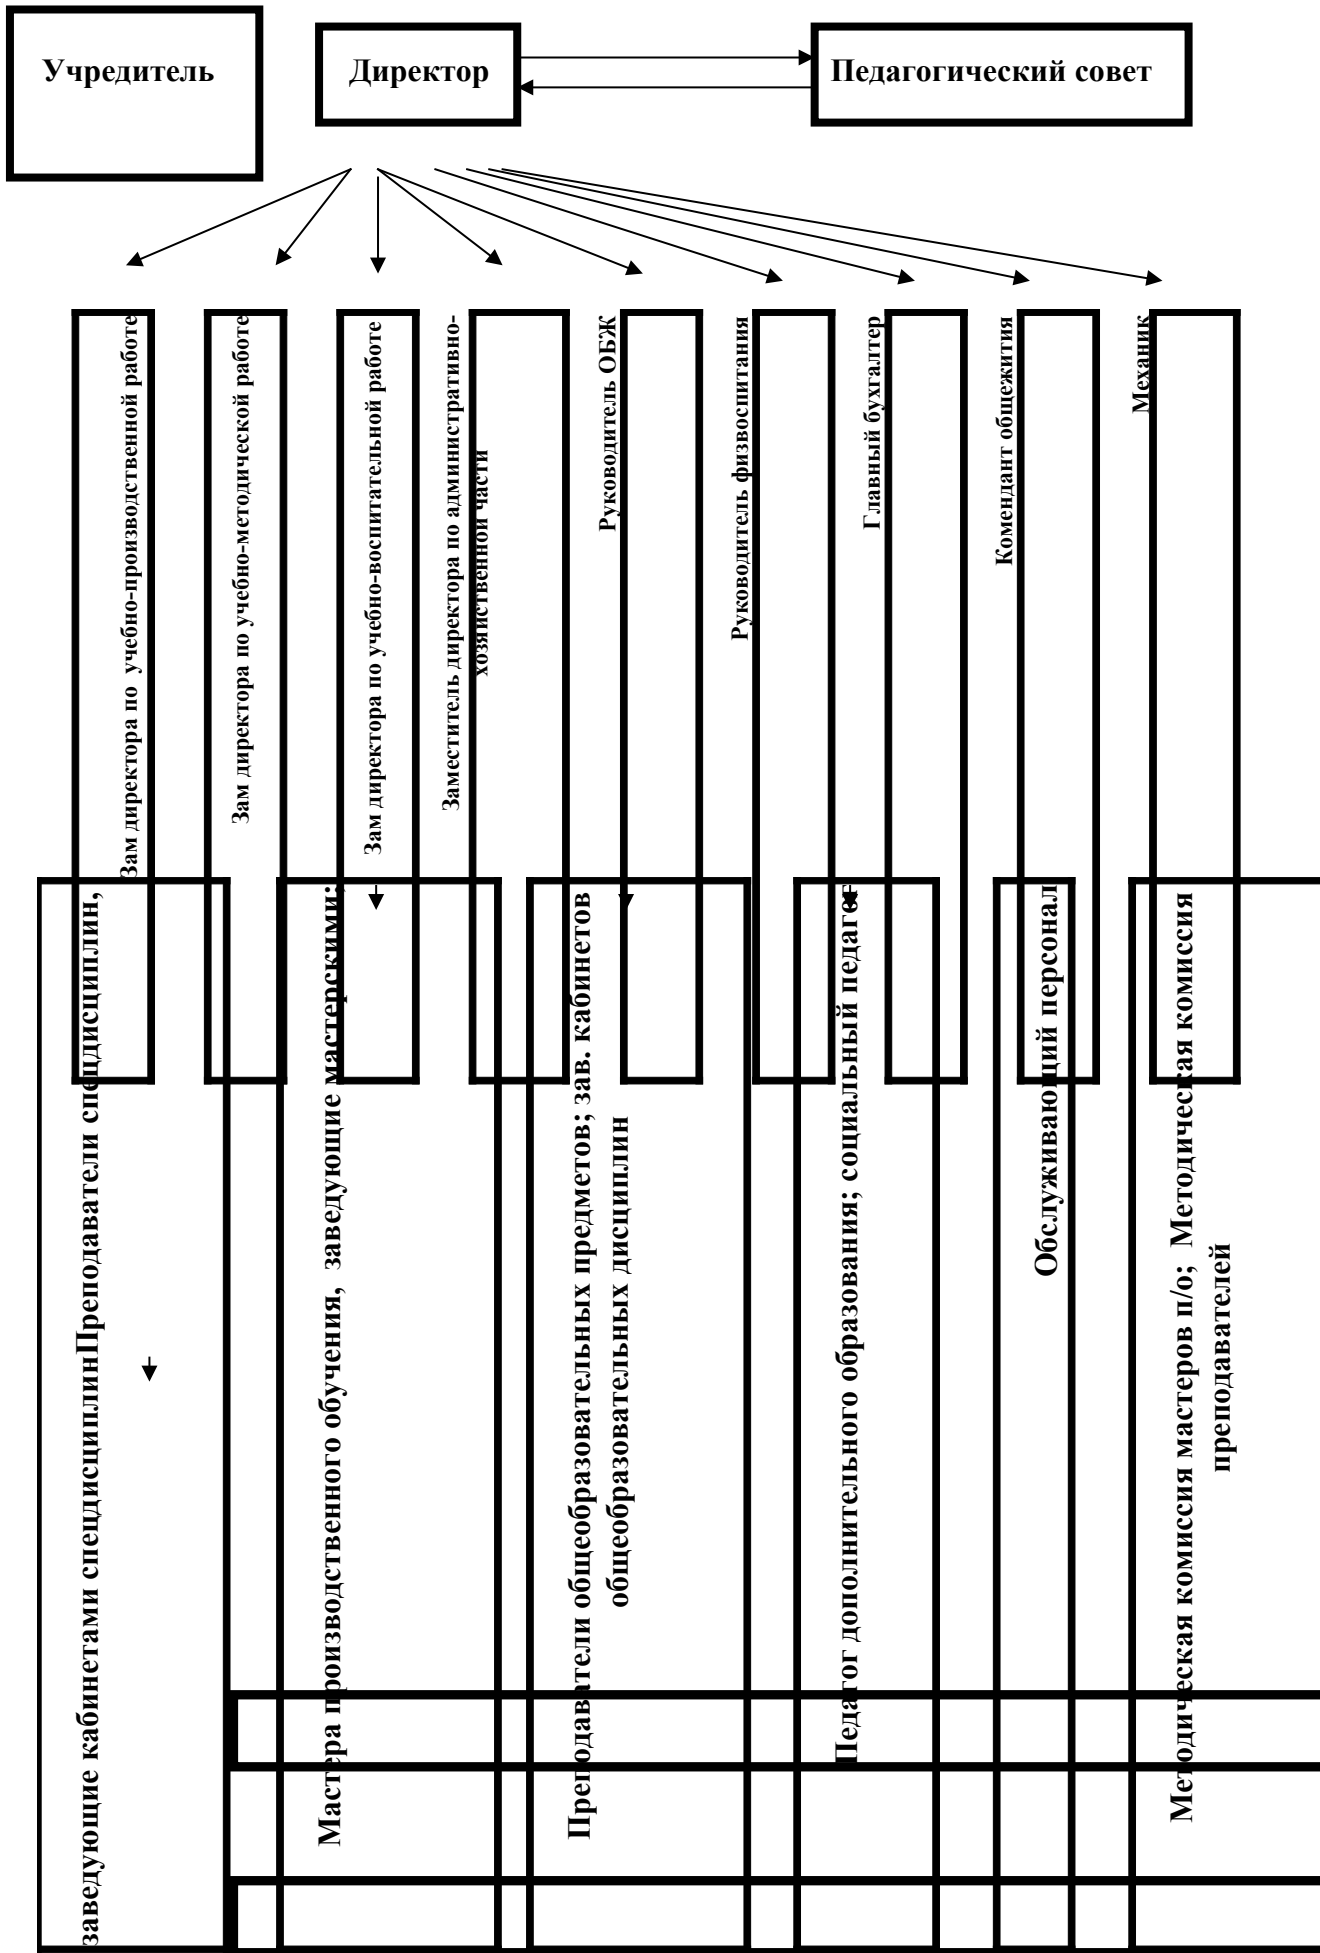 Учредитель
Директор
Педагогический совет
Зам директора по учебно-производственной работе
Зам директора по учебно-методической работе
Зам директора по учебно-воспитательной работе
Заместитель директора по административно-
хозяйственной части
Руководитель ОБЖ
Руководитель физвоспитания
Главный бухгалтер
Комендант общежития
Механик
заведующие кабинетами спецдисциплинПреподаватели спецдисциплин,
Мастера производственного обучения, заведующие мастерскими;
Преподаватели общеобразовательных предметов; зав. кабинетов
общеобразовательных дисциплин
Педагог дополнительного образования; социальный педагог
Обслуживающий персонал
Методическая комиссия мастеров п/о; Методическая комиссия
преподавателей